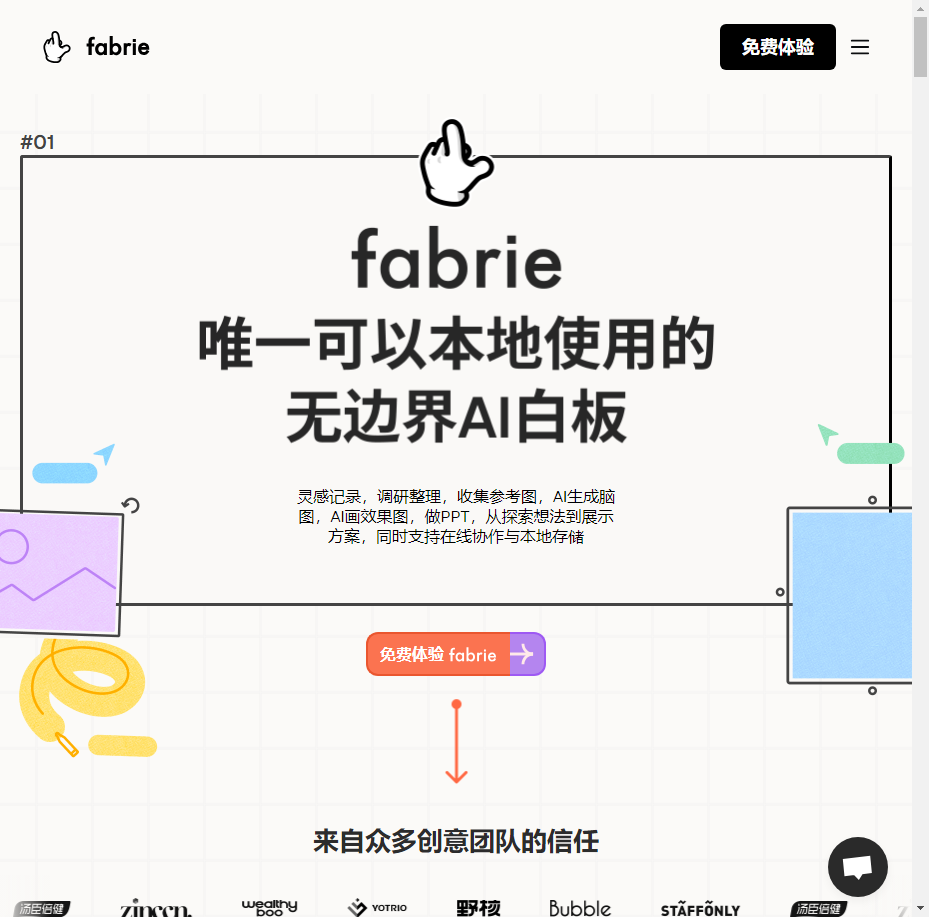 fabrie
免费体验
#01
fabrie
唯一可以本地使用的
无边界AI白板
灵感记录，调研整理，收集参考图，AI生成脑
图，AI画效果图，做PPT，从探索想法到展示
方案，同时支持在线协作与本地存储
免费体验 fabrie
来自众多创意团队的信任
汤臣倍健
wealthy
boo
YOTRIO
野核
Bubble
STÄFFÖNLY
汤臣倍健